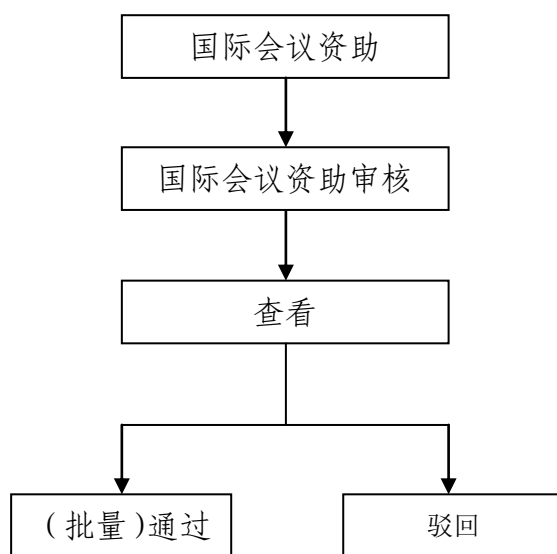 国际会议资助
国际会议资助审核
查看
（批量）通过
驳回